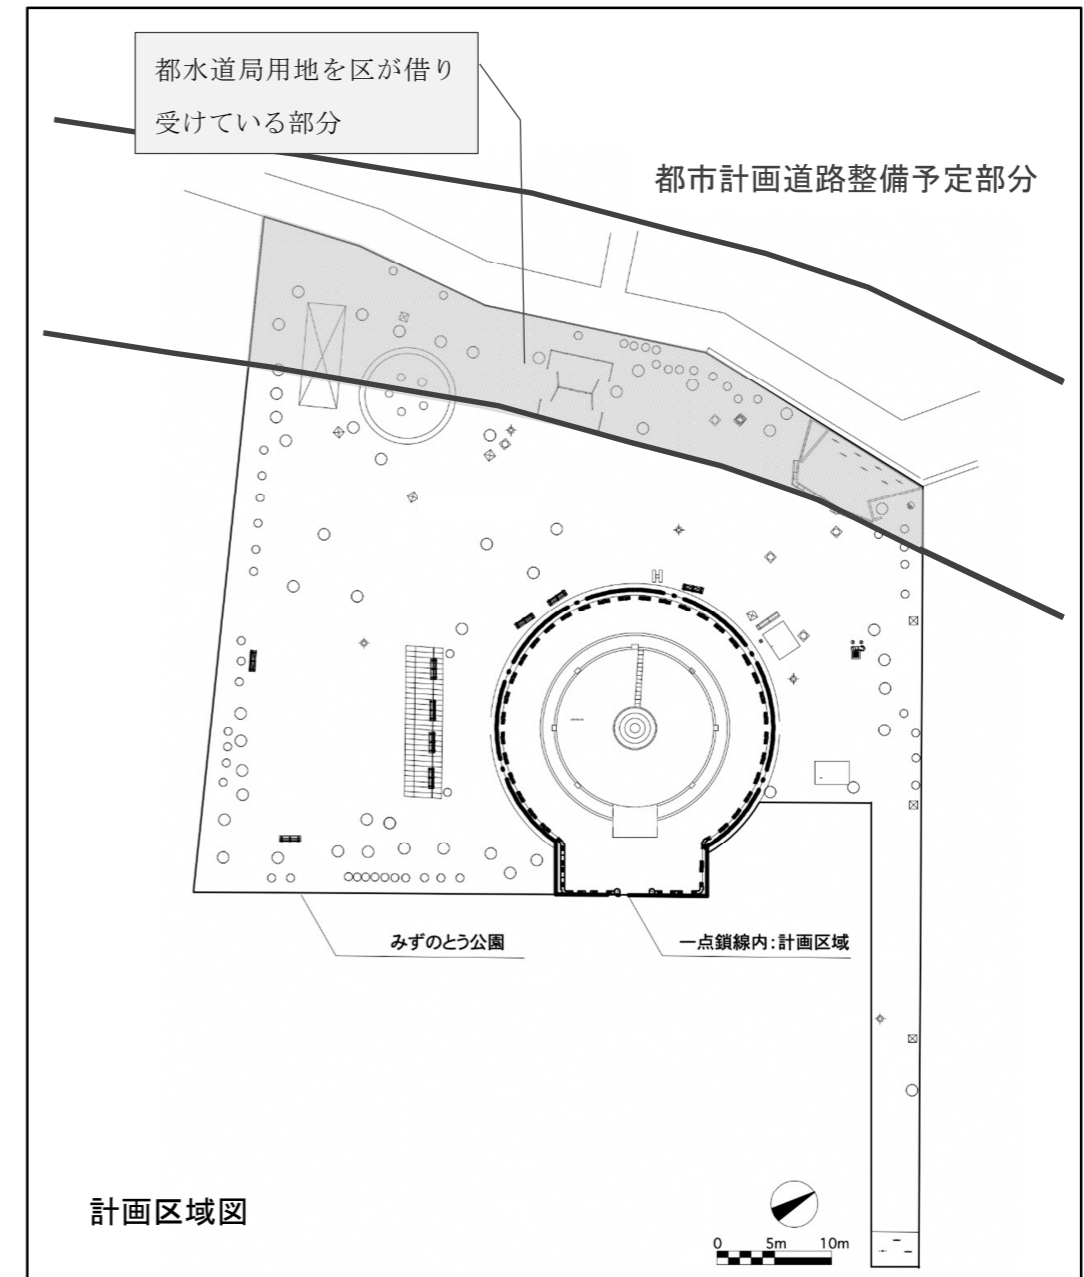 都水道局用地を区が借り
受けている部分
都市計画道路整備予定部分
みずのとう公園
一点鎖線内：計画区域
計画区域図
0 5m 10m